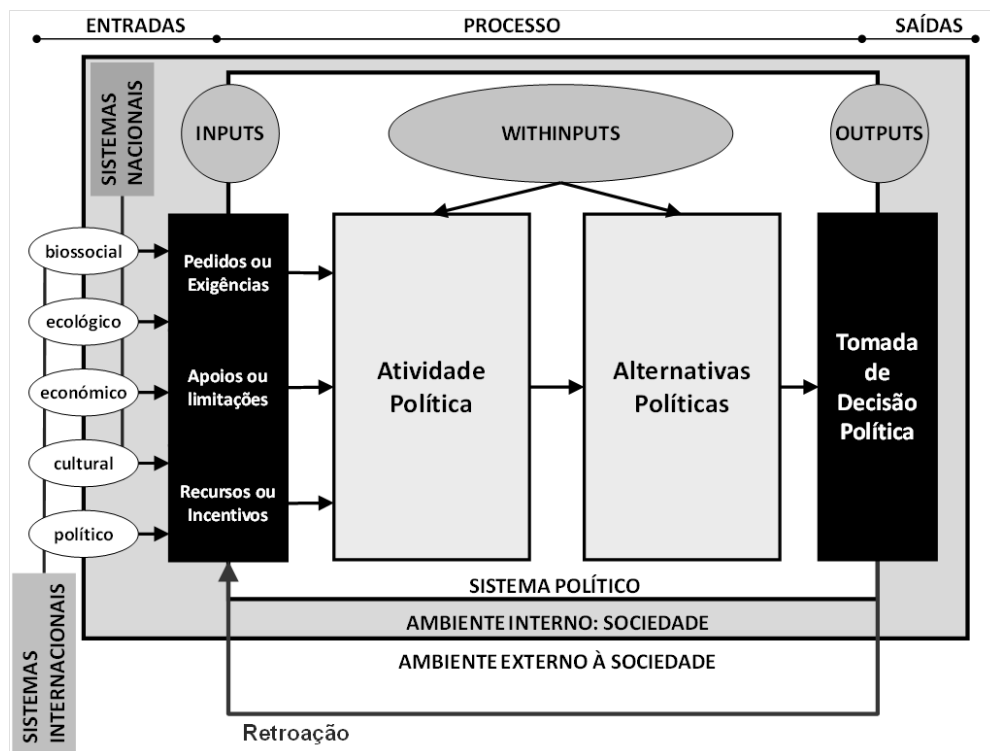 ENTRADAS
PROCESSO
SAÍDAS
SISTEMAS
NACIONAIS
INPUTS
WITHINPUTS
OUTPUTS
biossocial
ecológico
económico
cultural
político
Pedidos ou
Exigências
Apoios ou
limitações
Recursos ou
Incentivos
Atividade
Política
Alternativas
Políticas
Tomada
de
Decisão
Política
SISTEMA POLÍTICO
AMBIENTE INTERNO: SOCIEDADE
AMBIENTE EXTERNO À SOCIEDADE
SISTEMAS
INTERNACIONAIS
Retroação